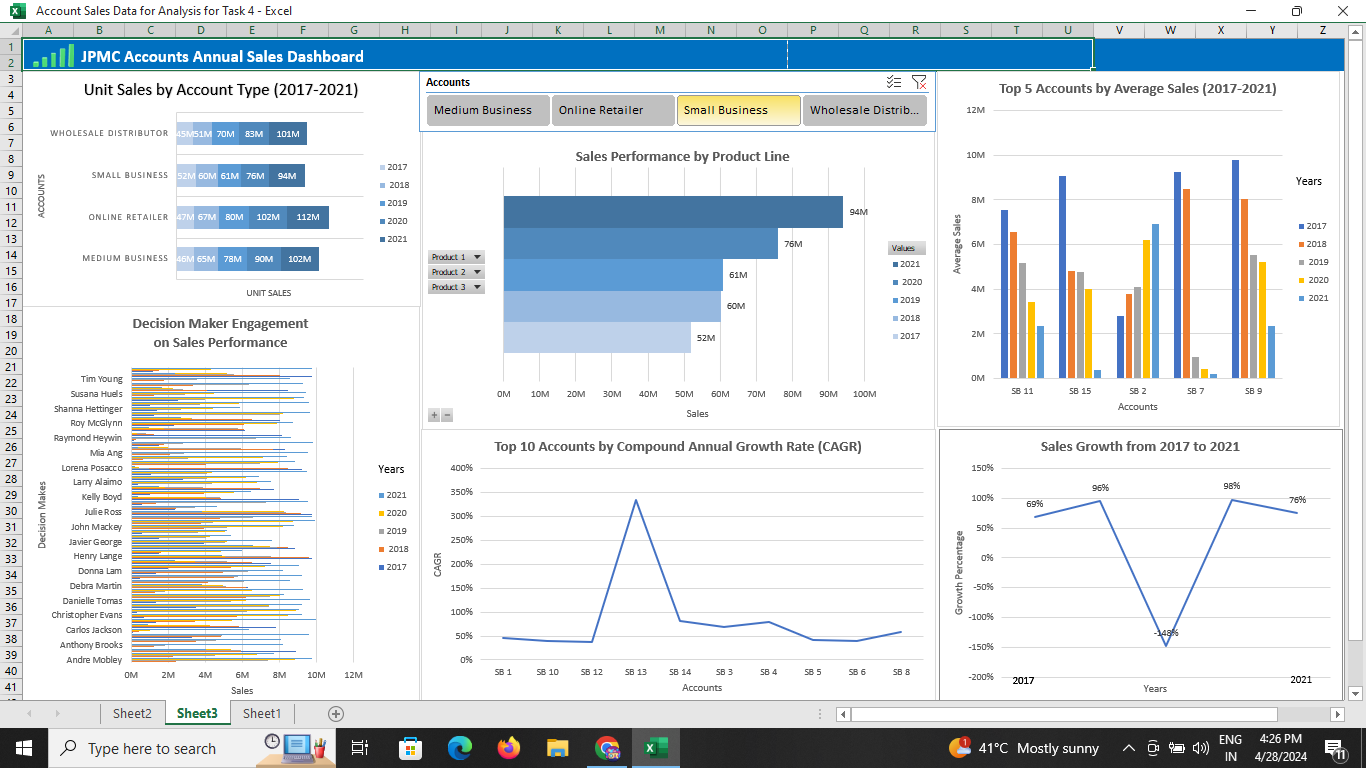 Account Sales Data for Analysis for Task 4 - Excel
A B C D E F G H I J K L M N O P Q R S T U V W X Y Z
1
2
3
4
5
6
7
8
9
10
11
12
13
14
15
16
17
18
19
20
21
22
23
24
25
26
27
28
29
30
31
32
33
34
35
36
37
38
39
40
41
JPMC Accounts Annual Sales Dashboard
Unit Sales by Account Type (2017-2021)
ACCOUNTS
WHOLESALE DISTRIBUTOR 45M 51M 70M 83M 101M
SMALL BUSINESS 52M 60M 61M 76M 94M
ONLINE RETAILER 47M 67M 80M 102M 112M
MEDIUM BUSINESS 46M 65M 78M 90M 102M
UNIT SALES
2017
2018
2019
2020
2021
Accounts
Medium Business Online Retailer Small Business Wholesale Distrib...
Sales Performance by Product Line
Product 1
Product 2
Product 3
94M
76M
61M
60M
52M
0M 10M 20M 30M 40M 50M 60M 70M 80M 90M 100M
Sales
Values
2021
2020
2019
2018
2017
Top 5 Accounts by Average Sales (2017-2021)
Average Sales
12M
10M
8M
6M
4M
2M
0M
SB 11 SB 15 SB 2 SB 7 SB 9
Accounts
Years
2017
2018
2019
2020
2021
Decision Maker Engagement
on Sales Performance
Decision Makes
Tim Young
Susana Huels
Shanna Hettinger
Roy McGlynn
Raymond Heywin
Mia Ang
Lorena Posacco
Larry Alaimo
Kelly Boyd
Julie Ross
John Mackey
Javier George
Henry Lange
Donna Lam
Debra Martin
Danielle Tomas
Christopher Evans
Carlos Jackson
Anthony Brooks
Andre Mobley
0M 2M 4M 6M 8M 10M 12M
Sales
Years
2021
2020
2019
2018
2017
Top 10 Accounts by Compound Annual Growth Rate (CAGR)
CAGR
400%
350%
300%
250%
200%
150%
100%
50%
0%
SB 1 SB 10 SB 12 SB 13 SB 14 SB 3 SB 4 SB 5 SB 6 SB 8
Accounts
Sales Growth from 2017 to 2021
Growth Percentage
150%
100%
50%
0%
-50%
-100%
-150%
-200%
69% 96% -148% 98% 76%
2017 2021
Years
Sheet2 Sheet3 Sheet1
Type here to search
1
41°C Mostly sunny
ENG
IN
4:26 PM
4/28/2024
11